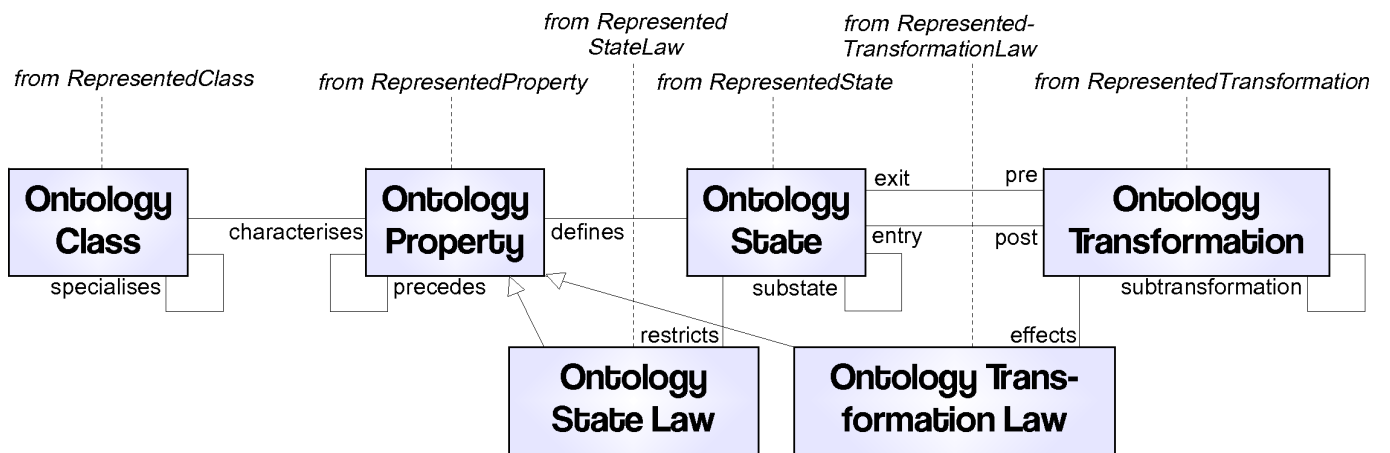 from Represented
StateLaw
from Represented-
TransformationLaw
from RepresentedClass
from RepresentedProperty
from RepresentedState
from RepresentedTransformation
Ontology
Class
Ontology
Property
Ontology
State
Ontology
Transformation
characterises
defines
exit
pre
entry
post
specialises
precedes
substate
subtransformation
restricts
effects
Ontology
State Law
Ontology Trans-
formation Law